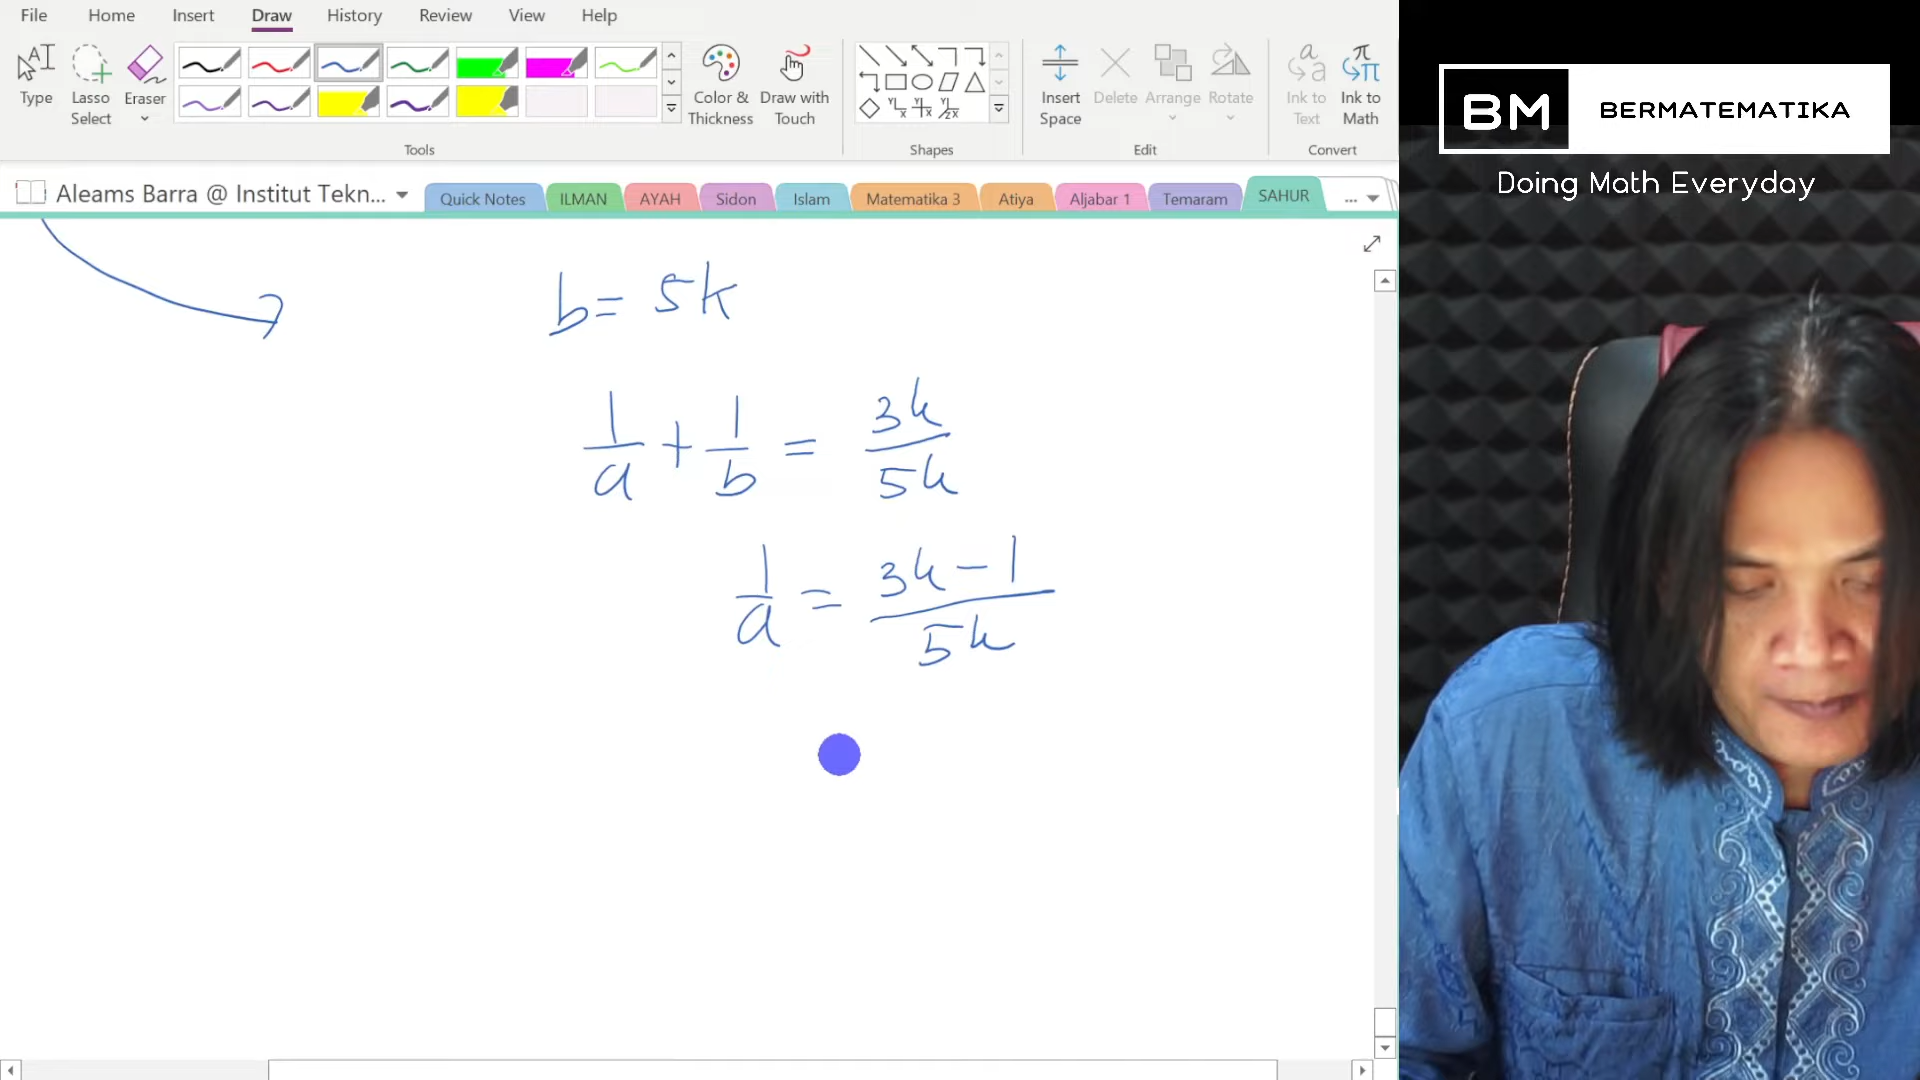 File Home Insert Draw History Review View Help
Type
Lasso Select
Eraser
Color & Thickness
Draw with Touch
Insert Space
Delete
Arrange
Rotate
Ink to Text
Ink to Math
Tools Shapes Edit Convert
Aleams Barra @ Institut Tekn...
Quick Notes ILMAN AYAH Sidon Islam Matematika 3 Atiya Aljabar 1 Temaram SAHUR ...
BM BERMATEMATIKA
Doing Math Everyday
b = 5k
1/a + 1/b = 3k/5k
1/a = 3k-1/5k